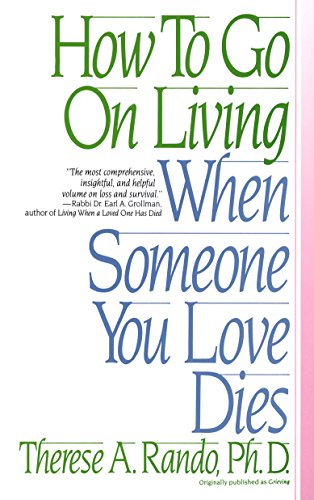 How To Go
On Living
"The most comprehensive,
insightful, and helpful
volume on loss and survival."
—Rabbi Dr. Earl A. Grollman,
author of Living When a Loved One Has Died
When
Someone
You Love
Dies
Therese A. Rando, Ph.D.
Originally published as Grieving